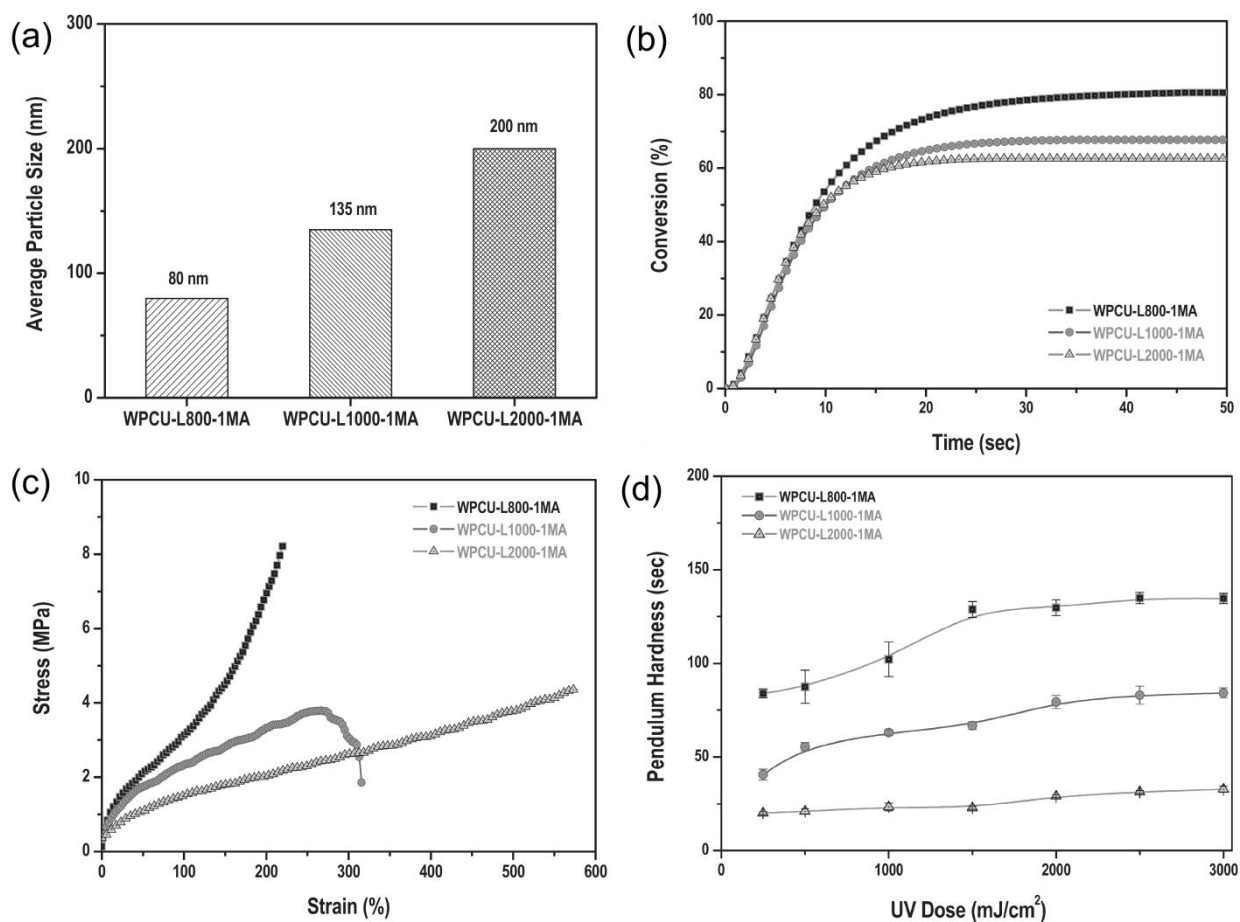 (a)
300
200
100
0
Average Particle Size (nm)
80 nm
135 nm
200 nm
WPCU-L800-1MA
WPCU-L1000-1MA
WPCU-L2000-1MA
(b)
100
80
60
40
20
0
Conversion (%)
WPCU-L800-1MA
WPCU-L1000-1MA
WPCU-L2000-1MA
0 10 20 30 40 50
Time (sec)
(c)
10
8
6
4
2
0
Stress (MPa)
WPCU-L800-1MA
WPCU-L1000-1MA
WPCU-L2000-1MA
0 100 200 300 400 500 600
Strain (%)
(d)
200
150
100
50
0
Pendulum Hardness (sec)
WPCU-L800-1MA
WPCU-L1000-1MA
WPCU-L2000-1MA
0 1000 2000 3000
UV Dose (mJ/cm²)